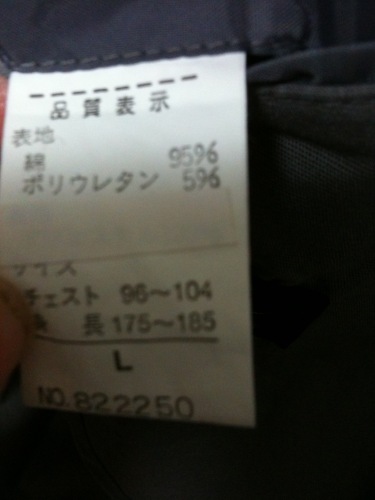 品質表示
表地
綿 95%
ポリウレタン 5%
サイズ
チェスト 96～104
身長 175～185
L
NO.822250